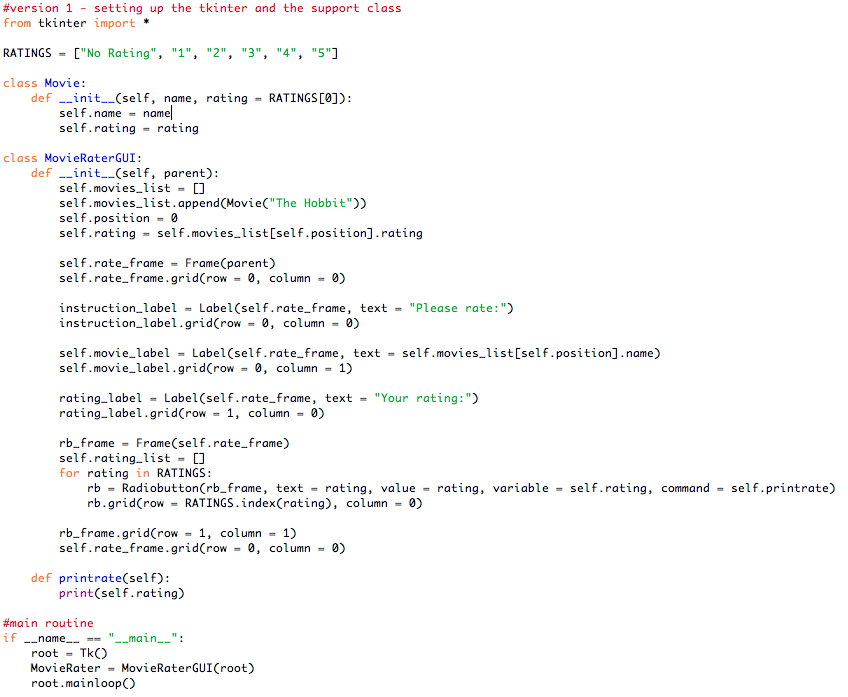 #version 1 - setting up the tkinter and the support class
from tkinter import *

RATINGS = ["No Rating", "1", "2", "3", "4", "5"]

class Movie:
    def __init__(self, name, rating = RATINGS[0]):
        self.name = name
        self.rating = rating

class MovieRaterGUI:
    def __init__(self, parent):
        self.movies_list = []
        self.movies_list.append(Movie("The Hobbit"))
        self.position = 0
        self.rating = self.movies_list[self.position].rating

        self.rate_frame = Frame(parent)
        self.rate_frame.grid(row = 0, column = 0)

        instruction_label = Label(self.rate_frame, text = "Please rate:")
        instruction_label.grid(row = 0, column = 0)

        self.movie_label = Label(self.rate_frame, text = self.movies_list[self.position].name)
        self.movie_label.grid(row = 0, column = 1)

        rating_label = Label(self.rate_frame, text = "Your rating:")
        rating_label.grid(row = 1, column = 0)

        rb_frame = Frame(self.rate_frame)
        self.rating_list = []
        for rating in RATINGS:
            rb = Radiobutton(rb_frame, text = rating, value = rating, variable = self.rating, command = self.printrate)
            rb.grid(row = RATINGS.index(rating), column = 0)

        rb_frame.grid(row = 1, column = 1)
        self.rate_frame.grid(row = 0, column = 0)

    def printrate(self):
        print(self.rating)

#main routine
if __name__ == "__main__":
    root = Tk()
    MovieRater = MovieRaterGUI(root)
    root.mainloop()